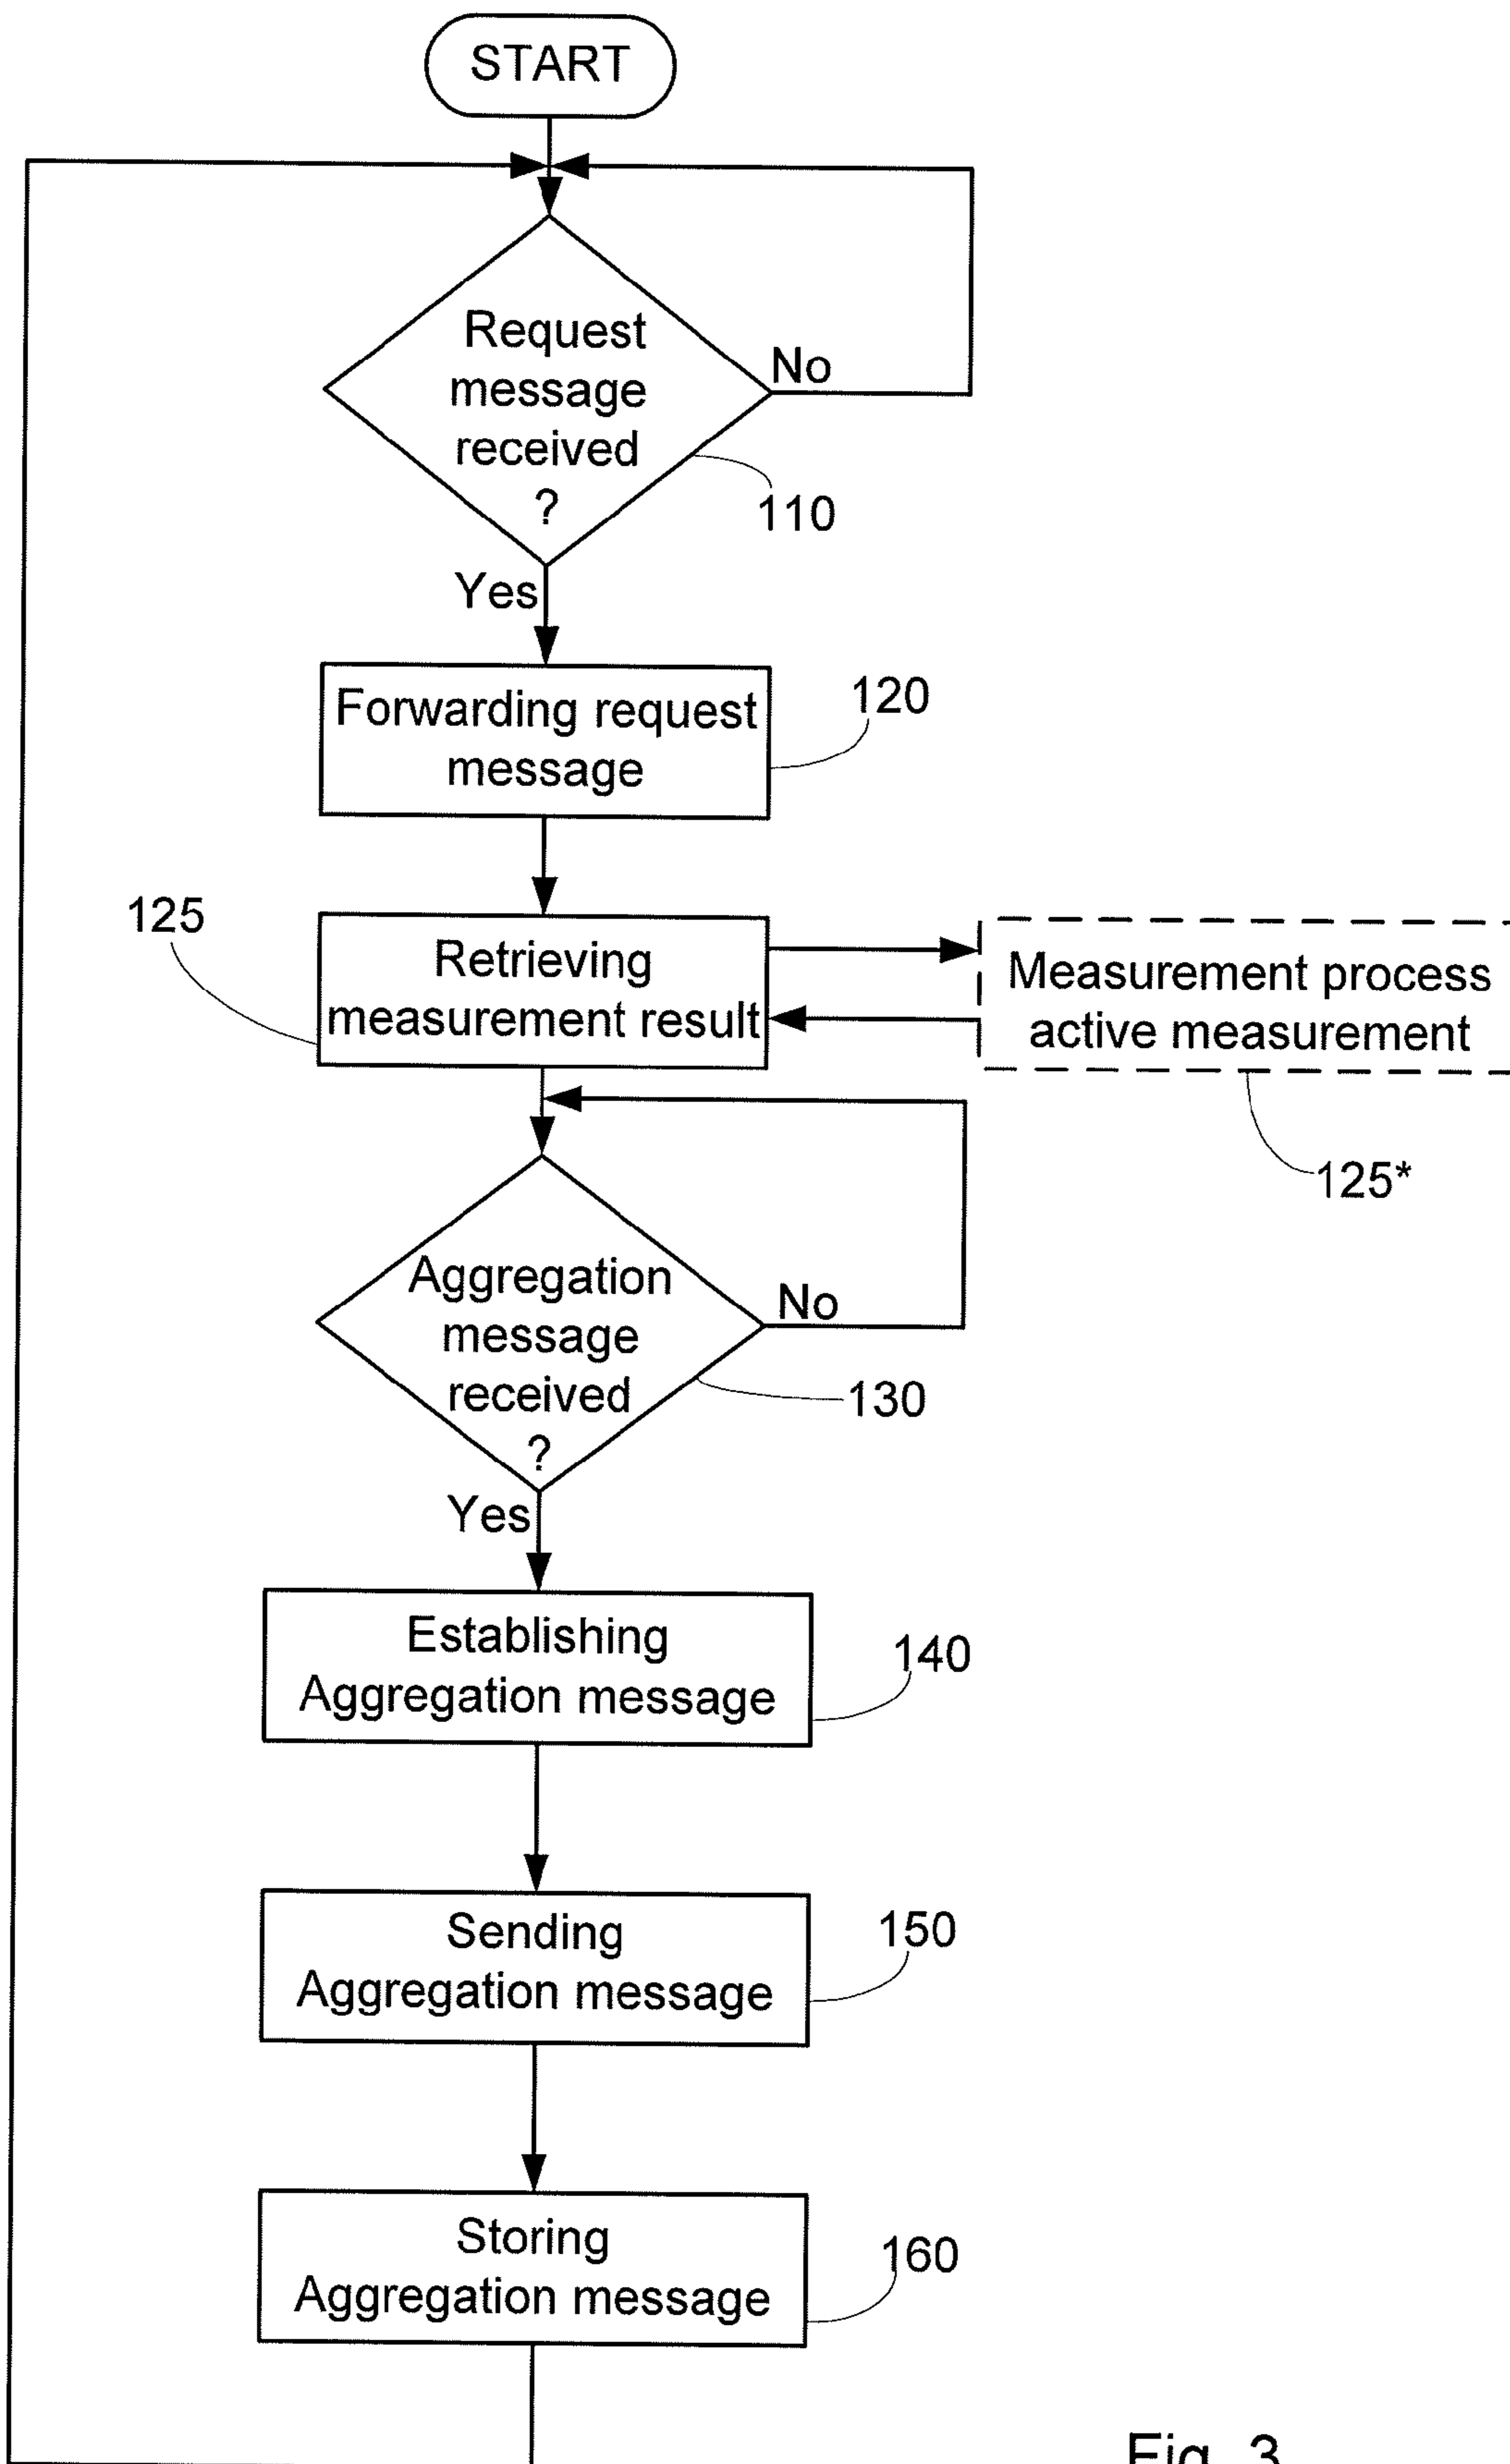 START
Request
message
received
?
No
110
Yes
Forwarding request
message
120
125
Retrieving
measurement result
Measurement process
active measurement
125*
Aggregation
message
received
?
No
130
Yes
Establishing
Aggregation message
140
Sending
Aggregation message
150
Storing
Aggregation message
160
Fig. 3